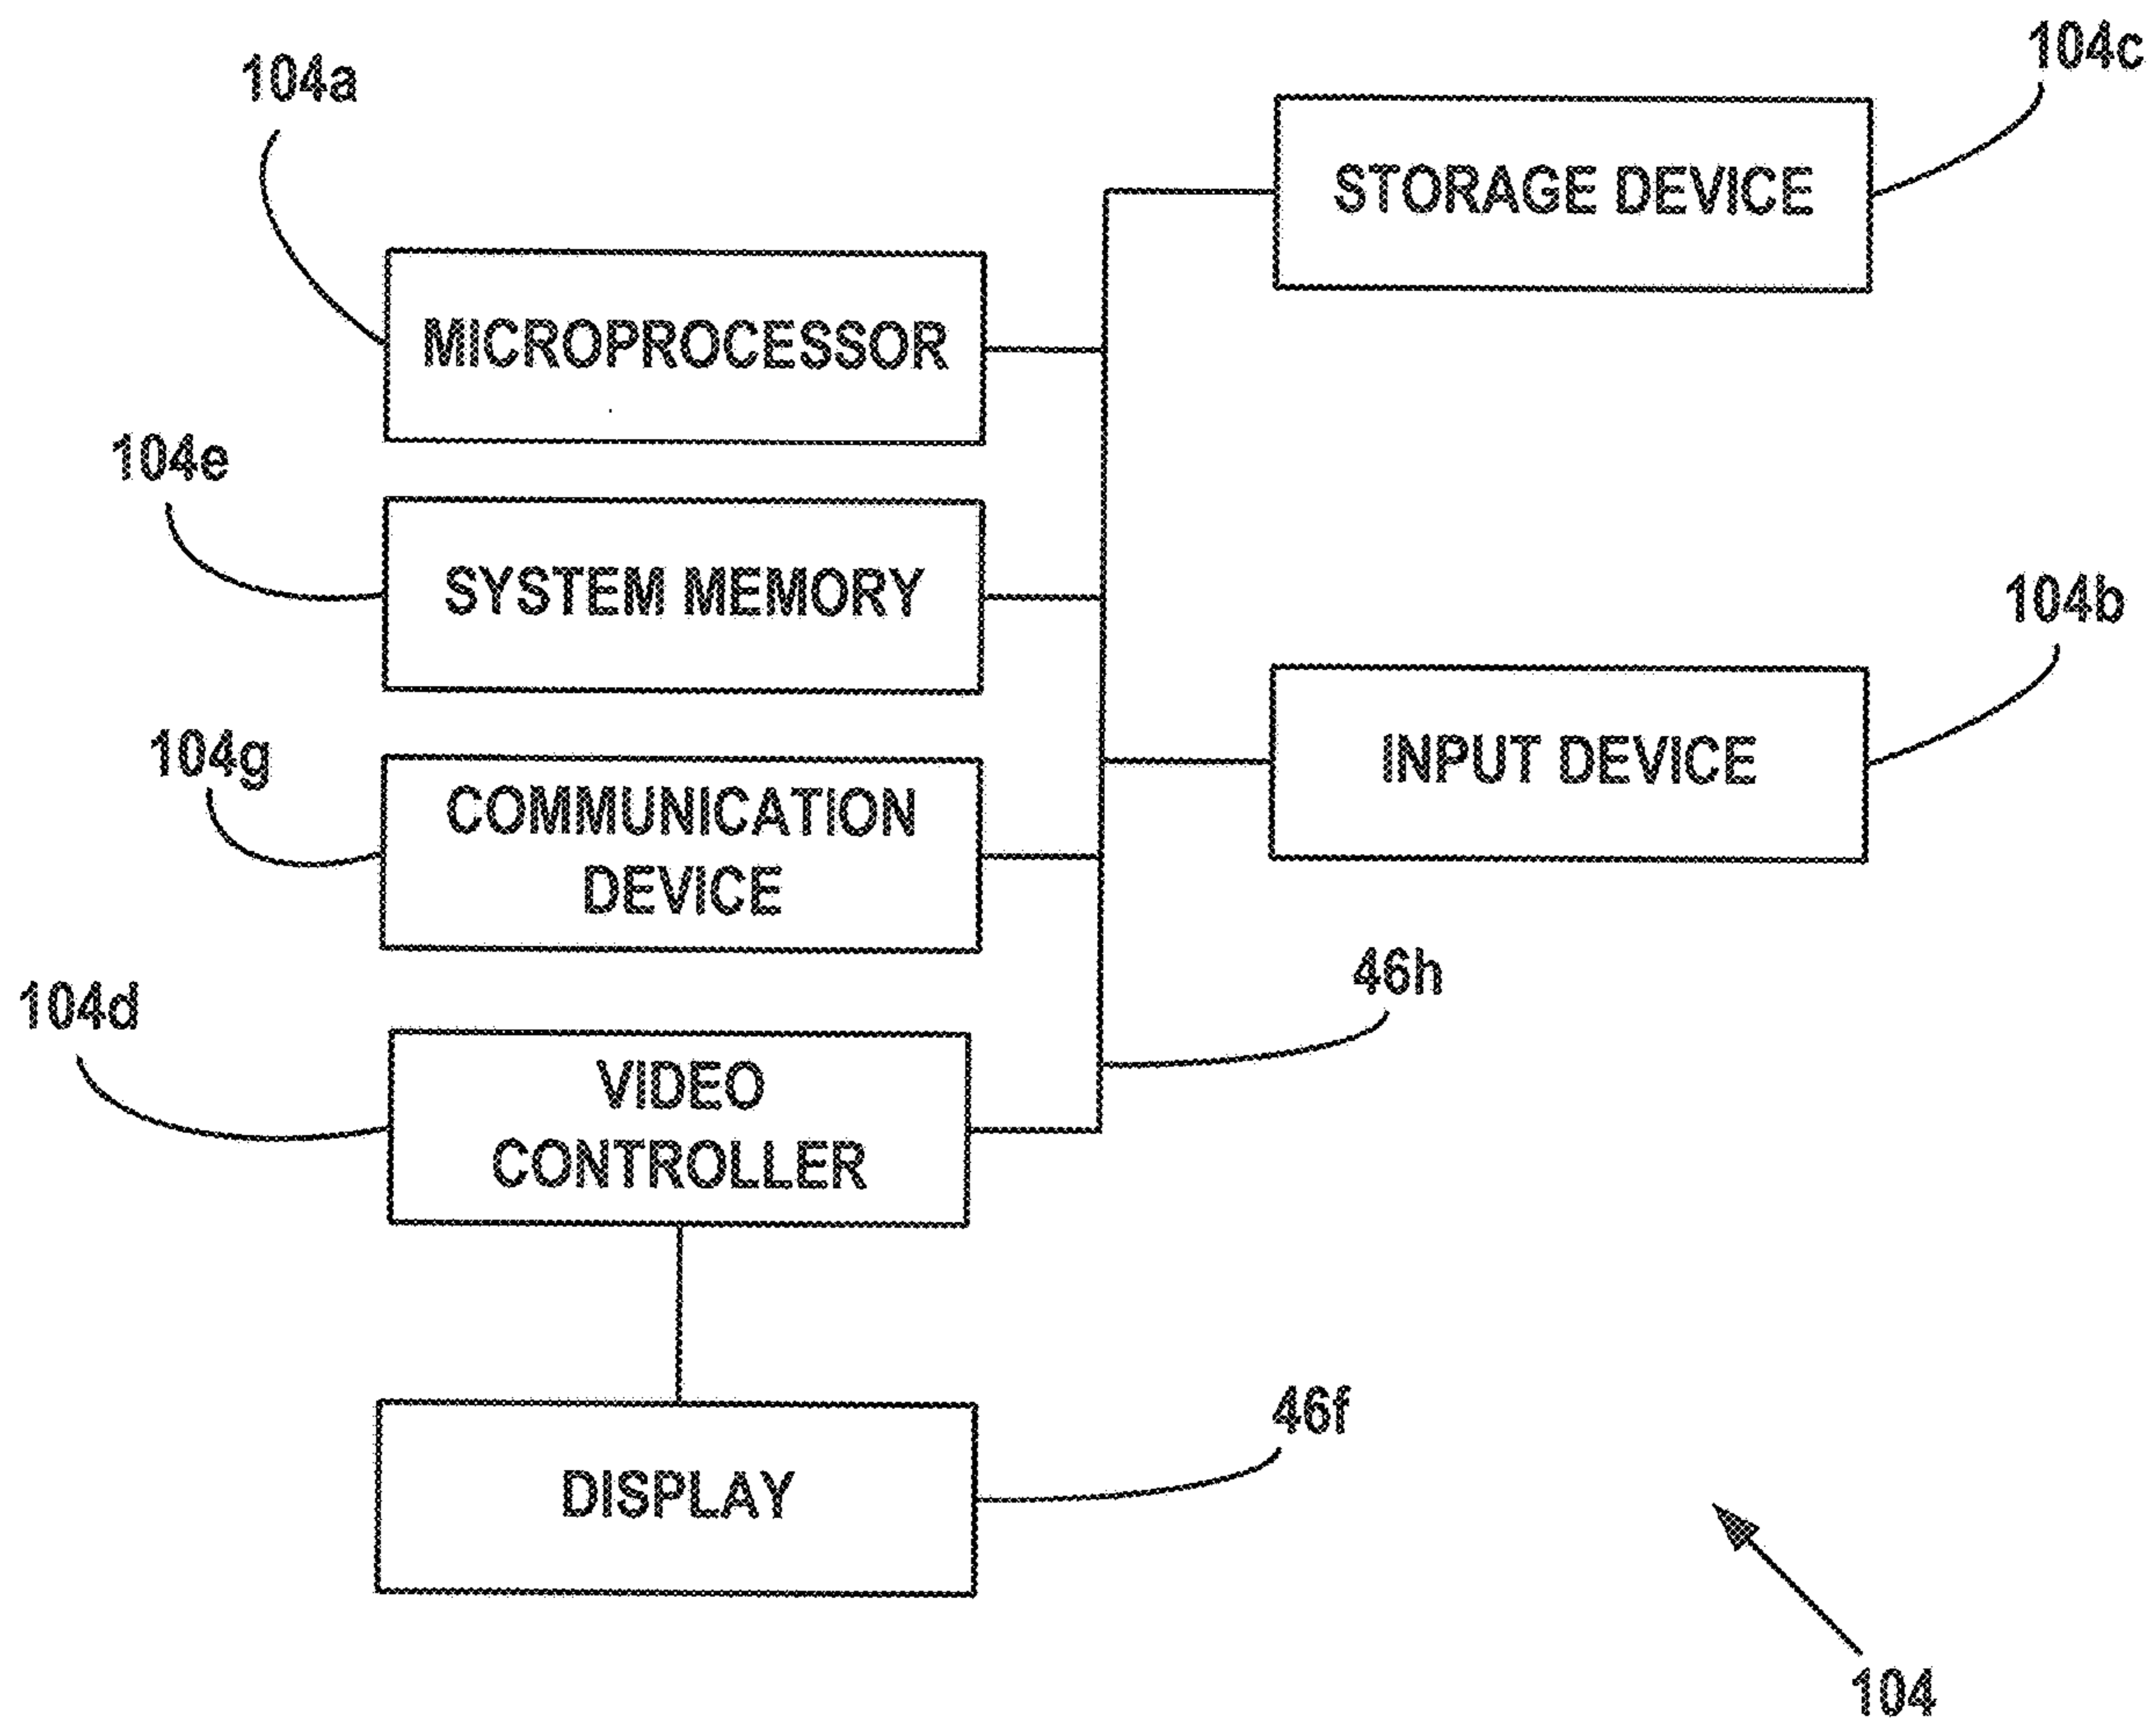 104c
104a
STORAGE DEVICE
MICROPROCESSOR
104e
SYSTEM MEMORY
104b
104g
INPUT DEVICE
COMMUNICATION
DEVICE
46h
104d
VIDEO
CONTROLLER
46f
DISPLAY
104